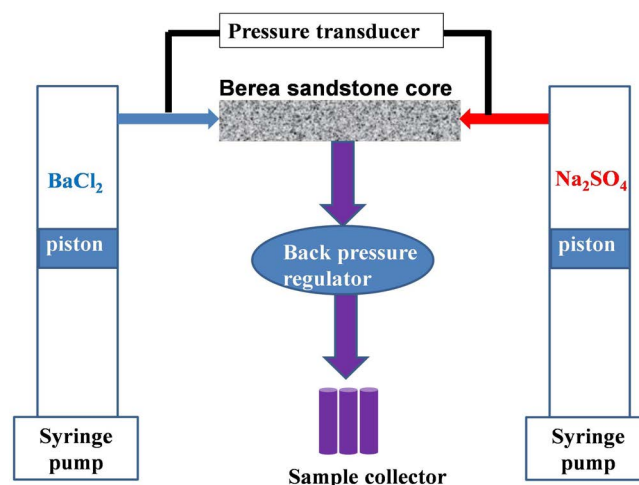 Pressure transducer
Berea sandstone core
BaCl₂
Na₂SO₄
piston
piston
Back pressure
regulator
Syringe
pump
Syringe
pump
Sample collector